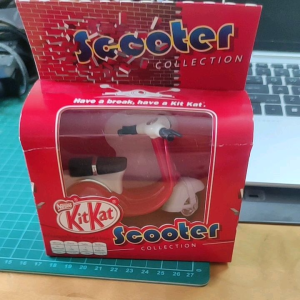 Scooter
COLLECTION
Have a break, have a Kit Kat.
Nestlé
KitKat
Scooter
COLLECTION